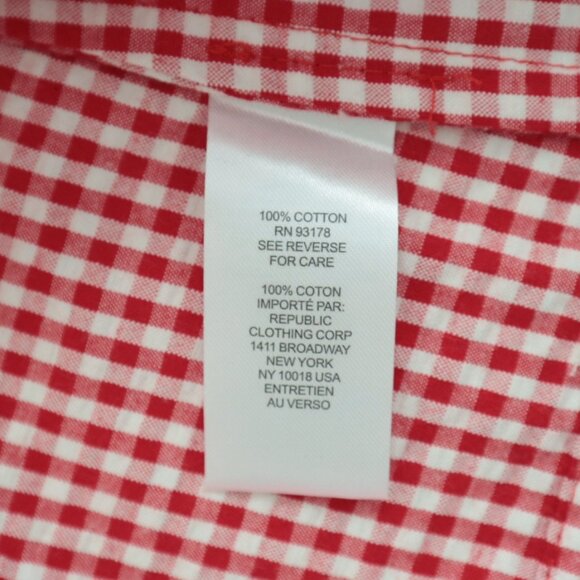 100% COTTON
RN 93178
SEE REVERSE
FOR CARE
100% COTON
IMPORTÉ PAR:
REPUBLIC
CLOTHING CORP
1411 BROADWAY
NEW YORK
NY 10018 USA
ENTRETIEN
AU VERSO